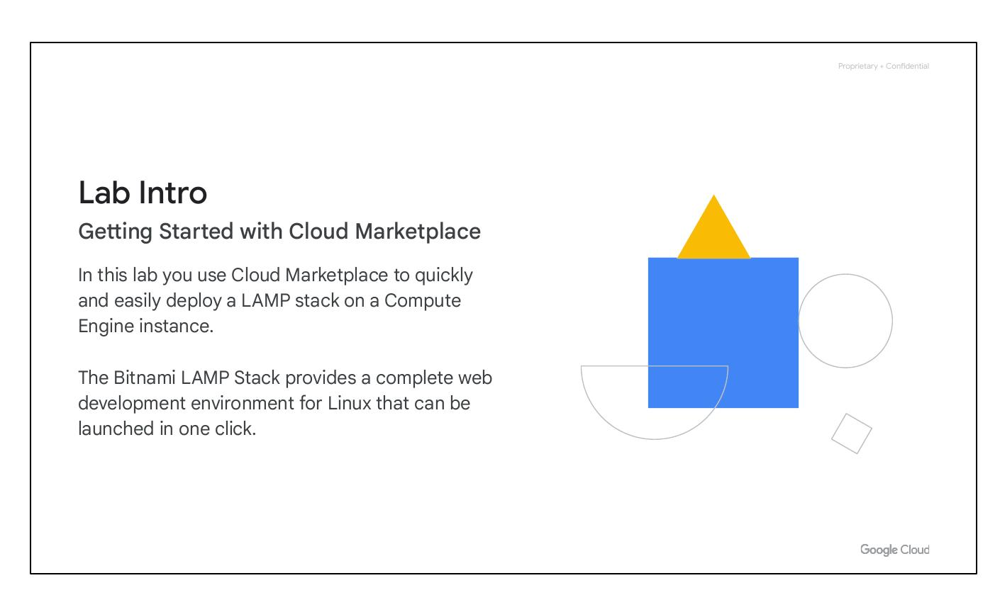 Proprietary + Confidential
Lab Intro
Getting Started with Cloud Marketplace
In this lab you use Cloud Marketplace to quickly
and easily deploy a LAMP stack on a Compute
Engine instance.
The Bitnami LAMP Stack provides a complete web
development environment for Linux that can be
launched in one click.
Google Cloud